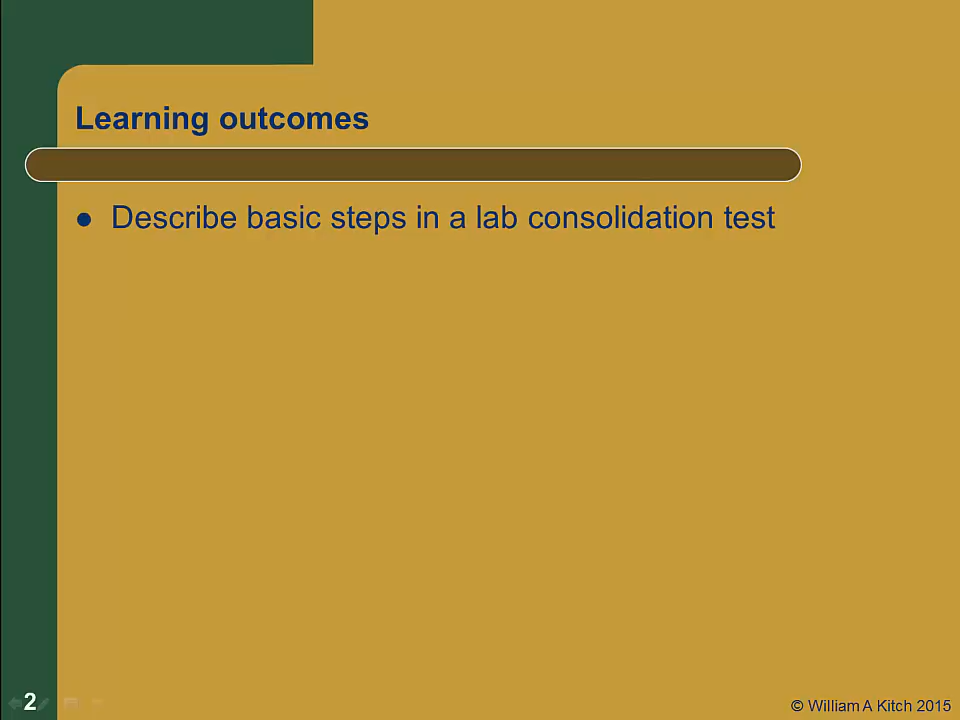 Learning outcomes
Describe basic steps in a lab consolidation test
2
© William A Kitch 2015